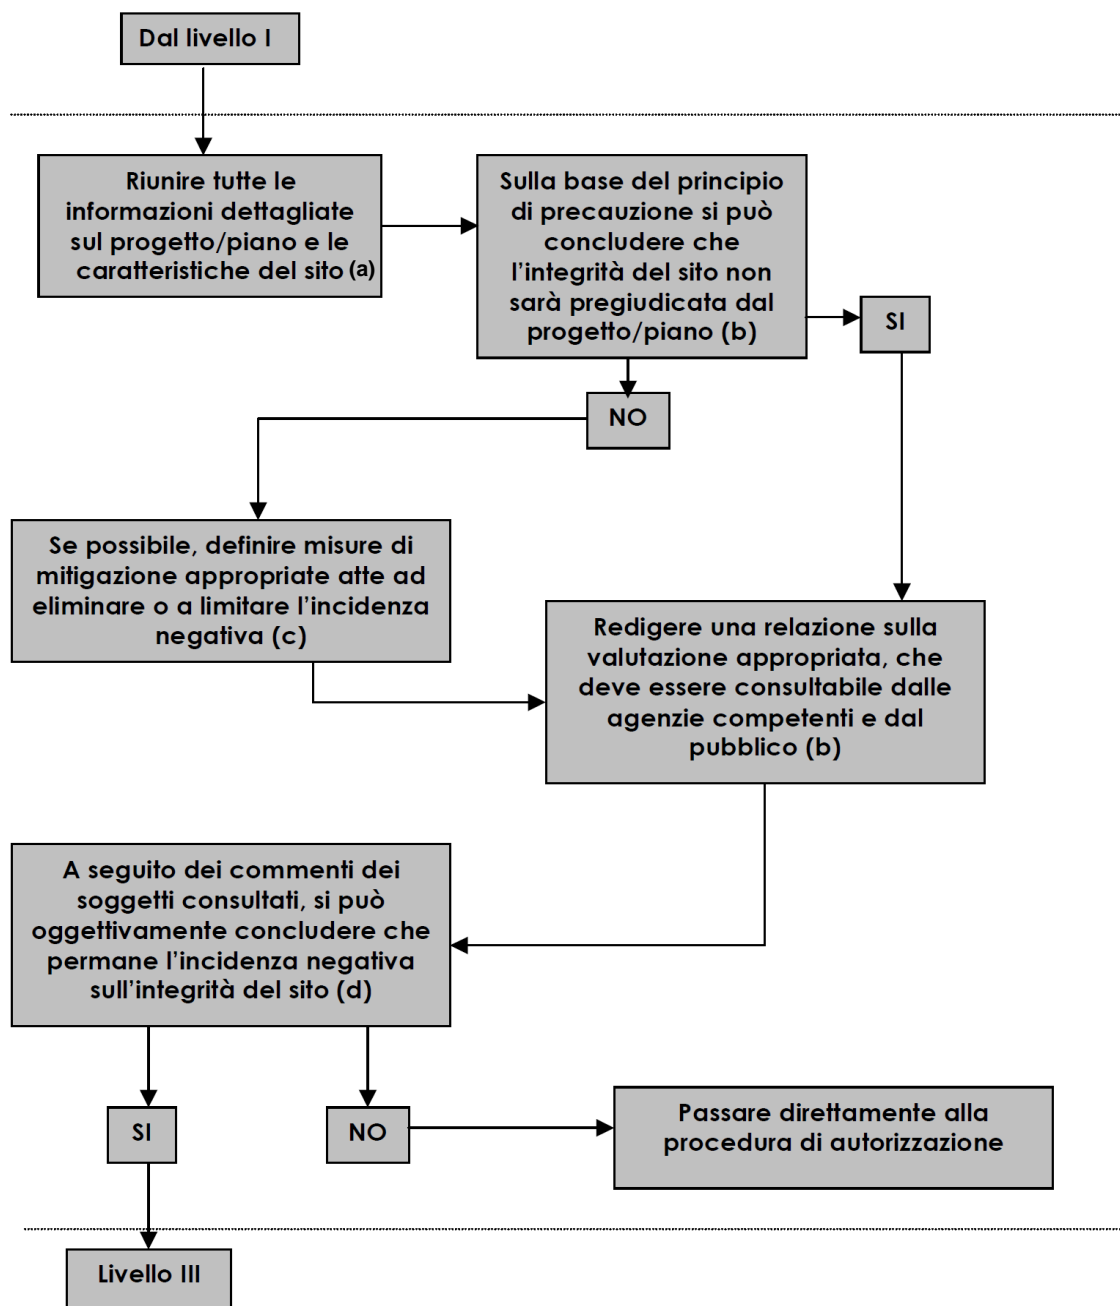 Dal livello I
Riunire tutte le
informazioni dettagliate
sul progetto/piano e le
caratteristiche del sito (a)
Sulla base del principio
di precauzione si può
concludere che
l'integrità del sito non
sarà pregiudicata dal
progetto/piano (b)
SI
NO
Se possibile, definire misure di
mitigazione appropriate atte ad
eliminare o a limitare l'incidenza
negativa (c)
Redigere una relazione sulla
valutazione appropriata, che
deve essere consultabile dalle
agenzie competenti e dal
pubblico (b)
A seguito dei commenti dei
soggetti consultati, si può
oggettivamente concludere che
permane l'incidenza negativa
sull'integrità del sito (d)
SI
NO
Passare direttamente alla
procedura di autorizzazione
Livello III